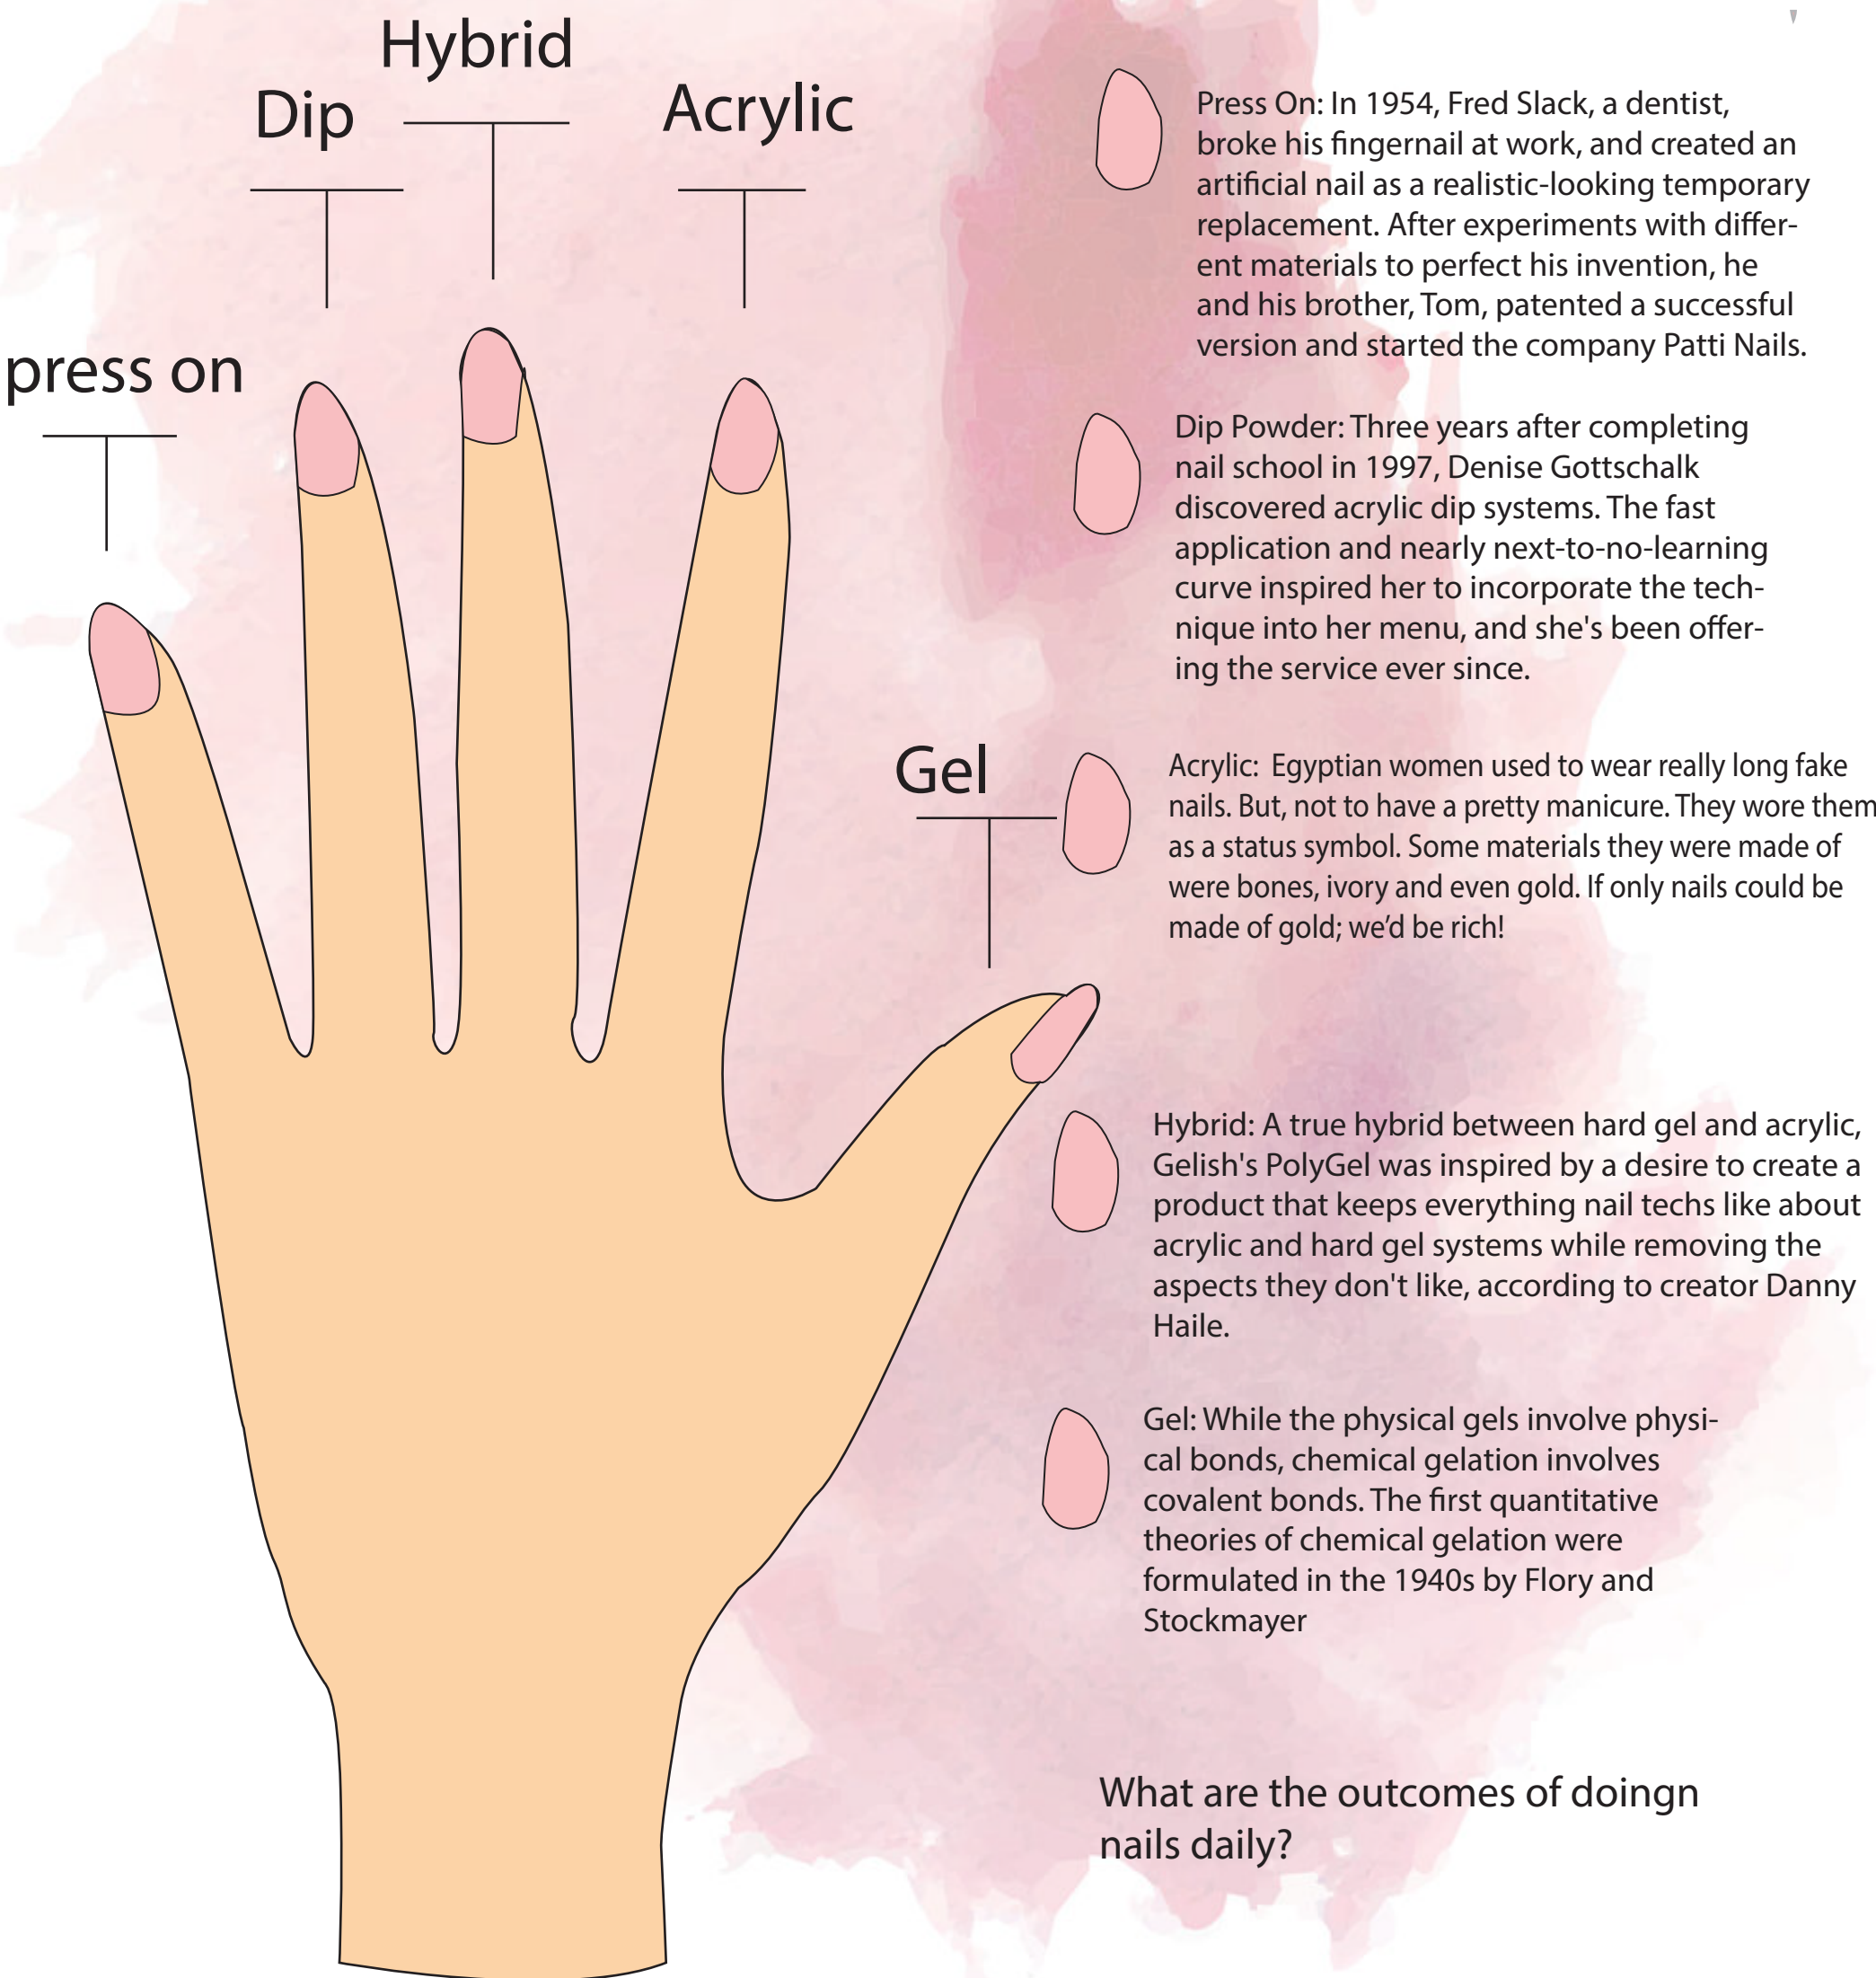 Hybrid
Dip
Acrylic
press on
Gel
Press On: In 1954, Fred Slack, a dentist,
broke his fingernail at work, and created an
artificial nail as a realistic-looking temporary
replacement. After experiments with differ-
ent materials to perfect his invention, he
and his brother, Tom, patented a successful
version and started the company Patti Nails.
Dip Powder: Three years after completing
nail school in 1997, Denise Gottschalk
discovered acrylic dip systems. The fast
application and nearly next-to-no-learning
curve inspired her to incorporate the tech-
nique into her menu, and she's been offer-
ing the service ever since.
Acrylic:  Egyptian women used to wear really long fake
nails. But, not to have a pretty manicure. They wore them
as a status symbol. Some materials they were made of
were bones, ivory and even gold. If only nails could be
made of gold; we’d be rich!
Hybrid: A true hybrid between hard gel and acrylic,
Gelish's PolyGel was inspired by a desire to create a
product that keeps everything nail techs like about
acrylic and hard gel systems while removing the
aspects they don't like, according to creator Danny
Haile.
Gel: While the physical gels involve physi-
cal bonds, chemical gelation involves
covalent bonds. The first quantitative
theories of chemical gelation were
formulated in the 1940s by Flory and
Stockmayer
What are the outcomes of doingn
nails daily?